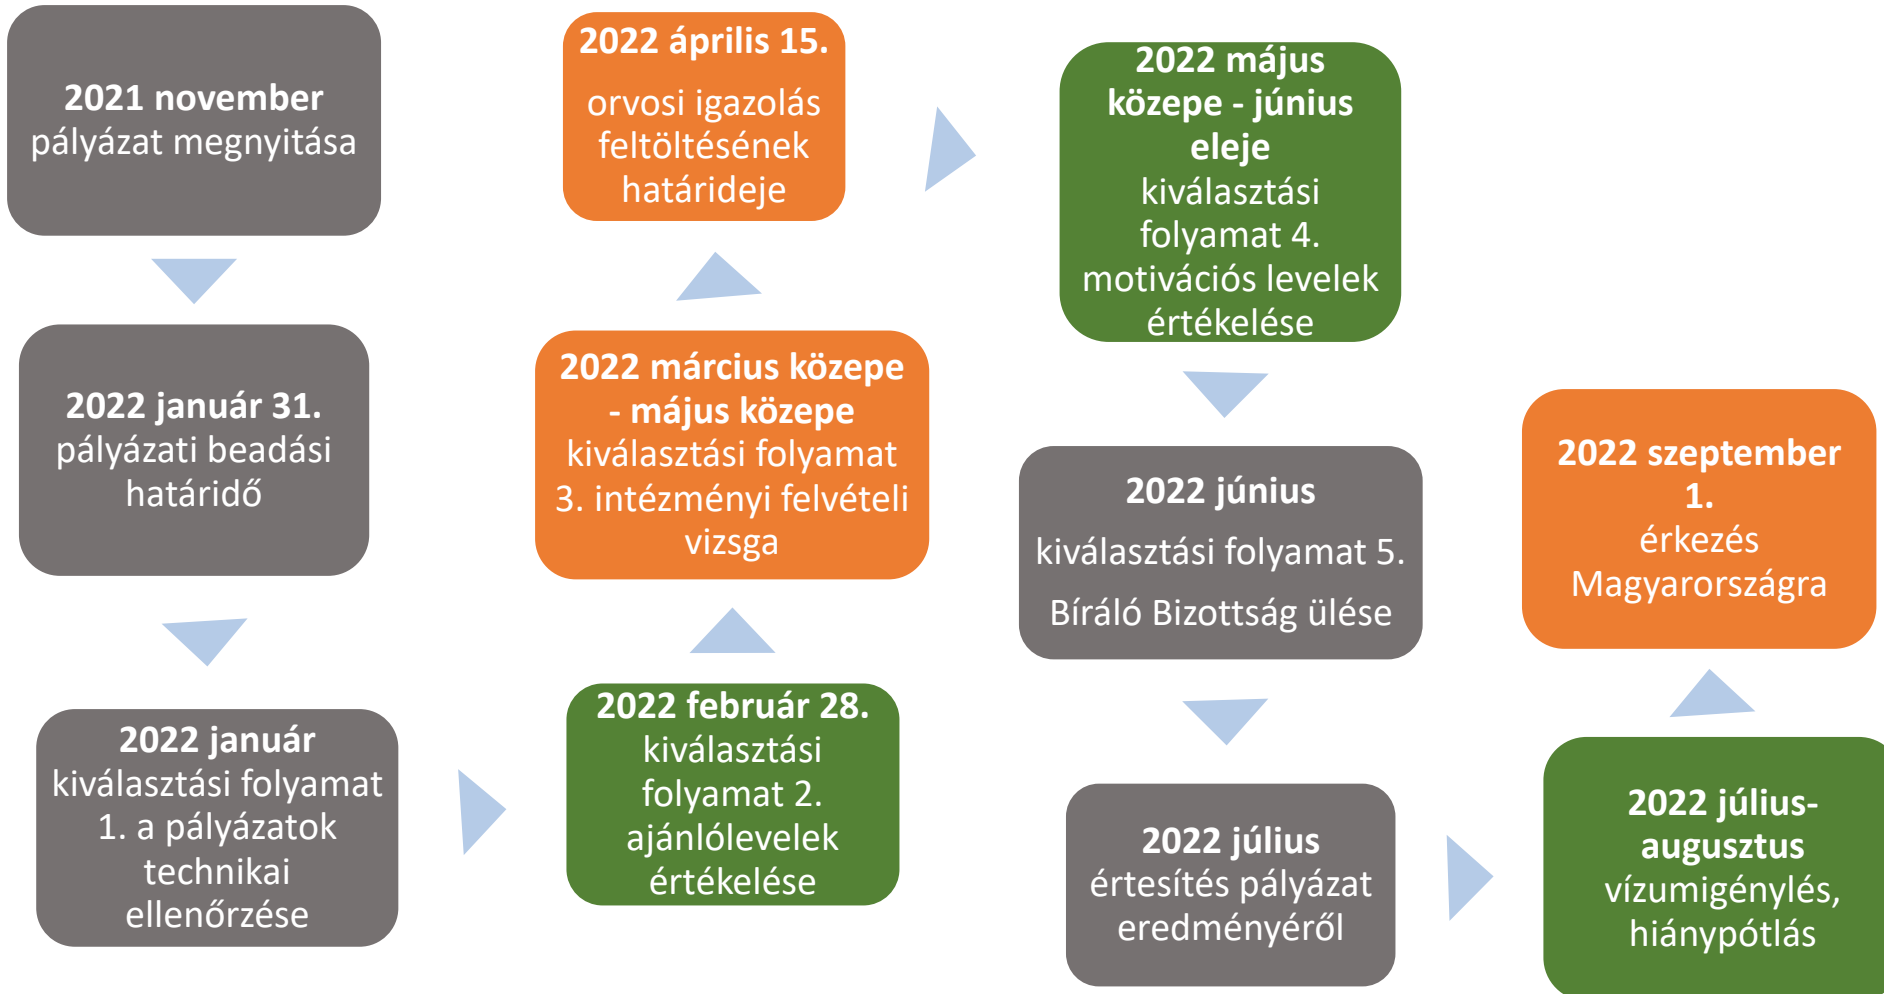 2021 november
pályázat megnyitása
2022 január 31.
pályázati beadási
határidő
2022 január
kiválasztási folyamat
1. a pályázatok
technikai
ellenőrzése
2022 február 28.
kiválasztási
folyamat 2.
ajánlólevelek
értékelése
2022 március közepe
- május közepe
kiválasztási folyamat
3. intézményi felvételi
vizsga
2022 április 15.
orvosi igazolás
feltöltésének
határideje
2022 május
közepe - június
eleje
kiválasztási
folyamat 4.
motivációs levelek
értékelése
2022 június
kiválasztási folyamat 5.
Bíráló Bizottság ülése
2022 július
értesítés pályázat
eredményéről
2022 július-
augusztus
vízumigénylés,
hiánypótlás
2022 szeptember
1.
érkezés
Magyarországra